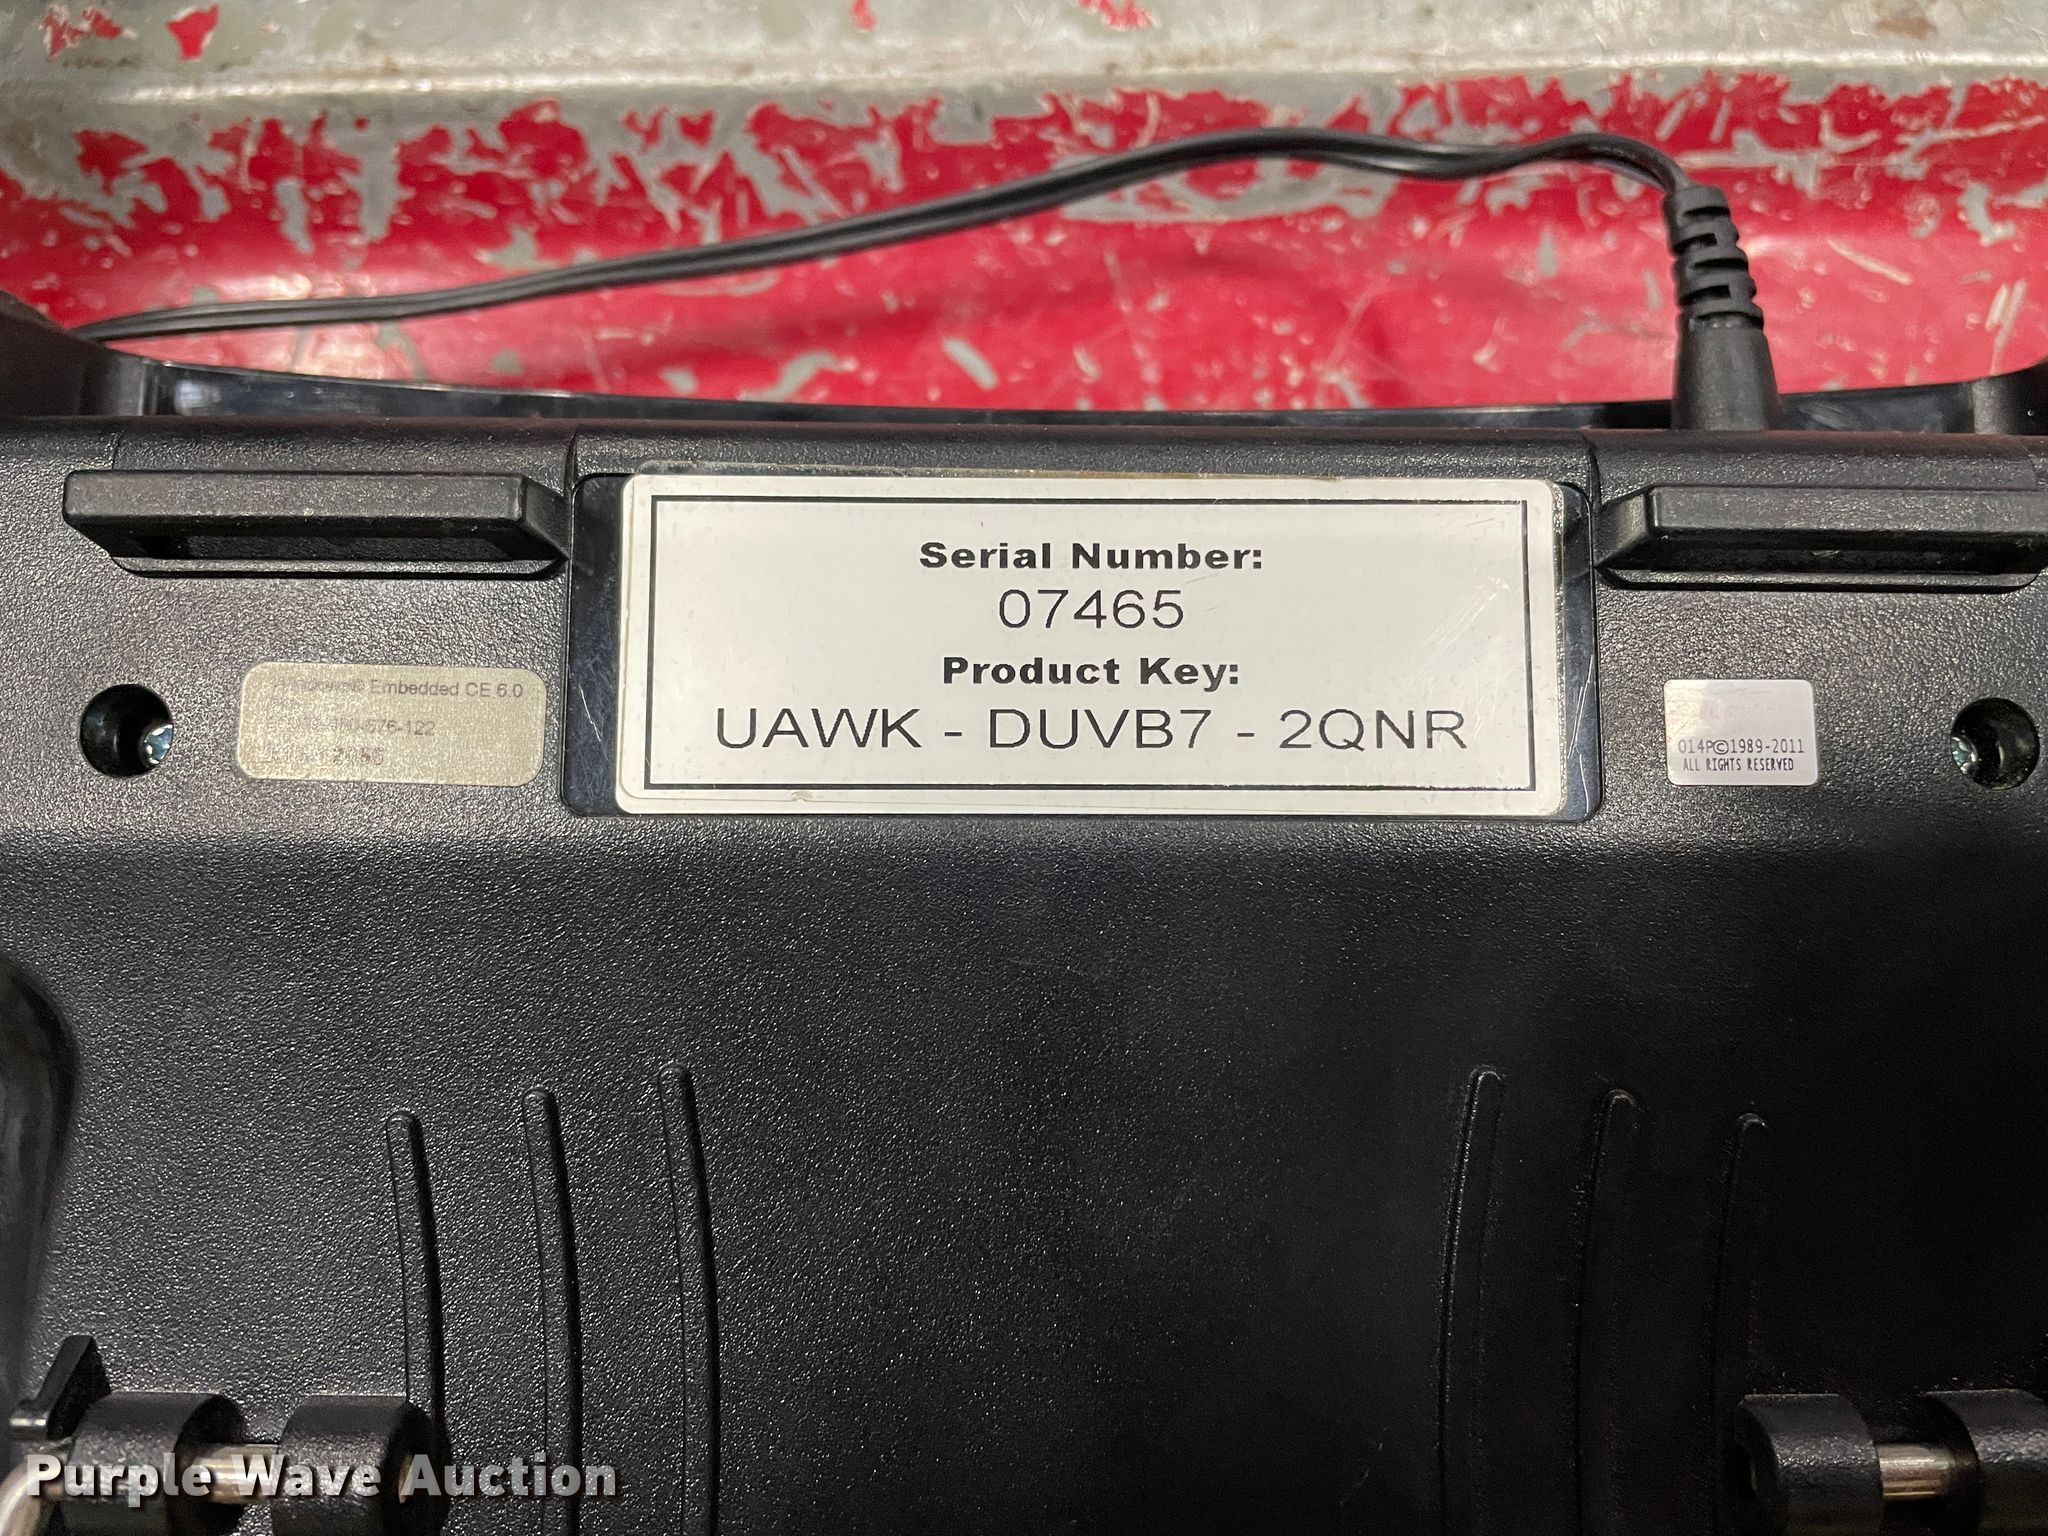 Serial Number:
07465
Product Key:
UAWK - DUVB7 - 2QNR
Embedded CE 6.0
014P©1989-2011
ALL RIGHTS RESERVED
Purple Wave Auction